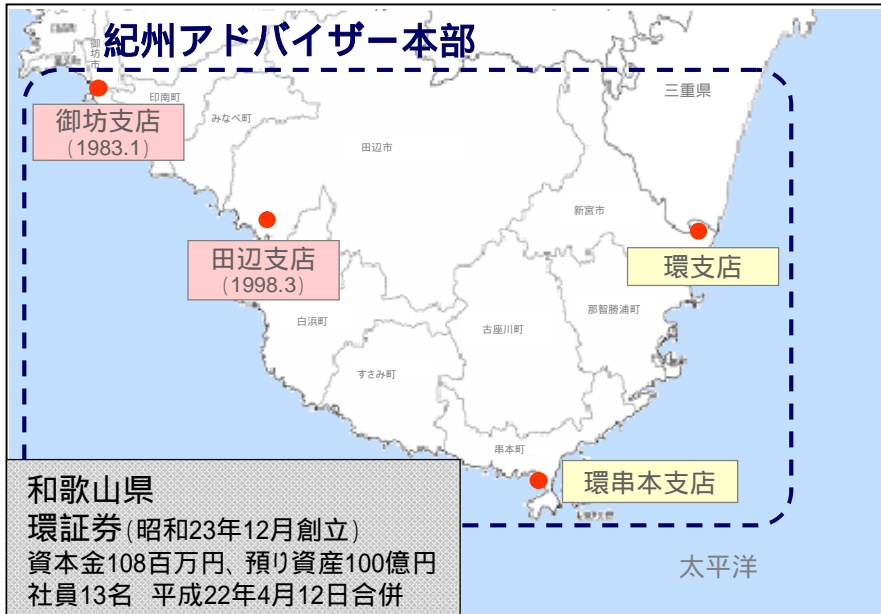 紀州アドバイザー本部
御坊市
印南町
みなべ町
田辺市
三重県
御坊支店
(1983.1)
新宮市
田辺支店
(1998.3)
環支店
白浜町
那智勝浦町
古座川町
すさみ町
串本町
環串本支店
和歌山県
環証券(昭和23年12月創立)
資本金108百万円、預り資産100億円
社員13名 平成22年4月12日合併
太平洋